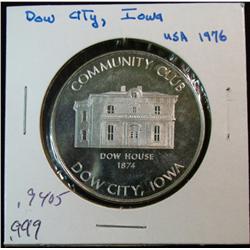 Dow City, Iowa
USA 1976
COMMUNITY CLUB
DOW HOUSE
1874
DOW CITY, IOWA
.9405
.999